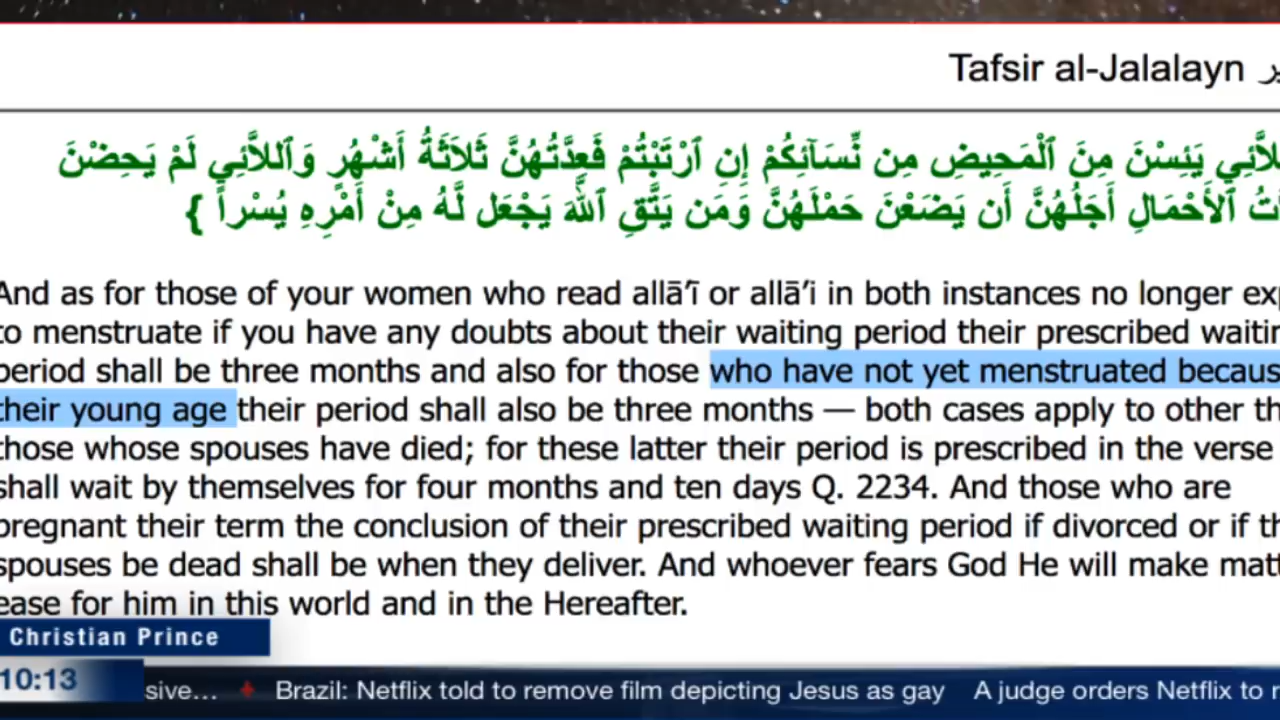 Tafsir al-Jalalayn
يَئِسْنَ مِنَ ٱلْمَحِيضِ مِن نِّسَآئِكُمْ إِنِ ٱرْتَبْتُمْ فَعِدَّتُهُنَّ ثَلاَثَةُ أَشْهُرٍ وَٱللاَّئِي لَمْ يَحِضْنَ
ٱلأَحْمَالِ أَجَلُهُنَّ أَن يَضَعْنَ حَمْلَهُنَّ وَمَن يَتَّقِ ٱللَّهَ يَجْعَل لَّهُ مِنْ أَمْرِهِ يُسْراً }
And as for those of your women who read allā’ī or allā’i in both instances no longer exp
to menstruate if you have any doubts about their waiting period their prescribed waitin
period shall be three months and also for those who have not yet menstruated becaus
their young age their period shall also be three months — both cases apply to other th
those whose spouses have died; for these latter their period is prescribed in the verse
shall wait by themselves for four months and ten days Q. 2234. And those who are
pregnant their term the conclusion of their prescribed waiting period if divorced or if th
spouses be dead shall be when they deliver. And whoever fears God He will make matt
ease for him in this world and in the Hereafter.
Christian Prince
10:13
sive... Brazil: Netflix told to remove film depicting Jesus as gay A judge orders Netflix to r